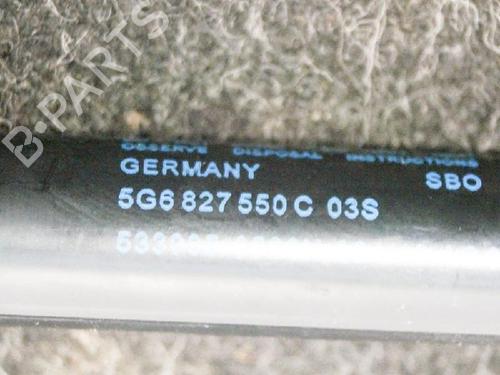 B-PARTS
OBSERVE DISPOSAL INSTRUCTIONS
GERMANY SBO
5G6 827 550 C 03S